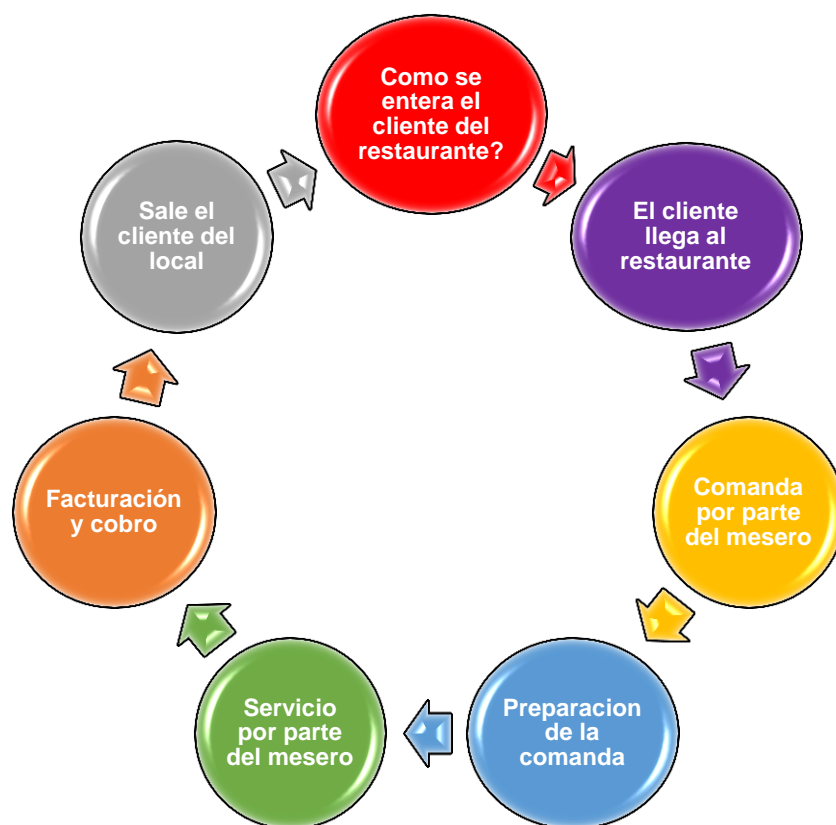 Como se
entera el
cliente del
restaurante?
El cliente
llega al
restaurante
Comanda
por parte
del mesero
Preparacion
de la
comanda
Servicio
por parte
del mesero
Facturación
y cobro
Sale el
cliente del
local